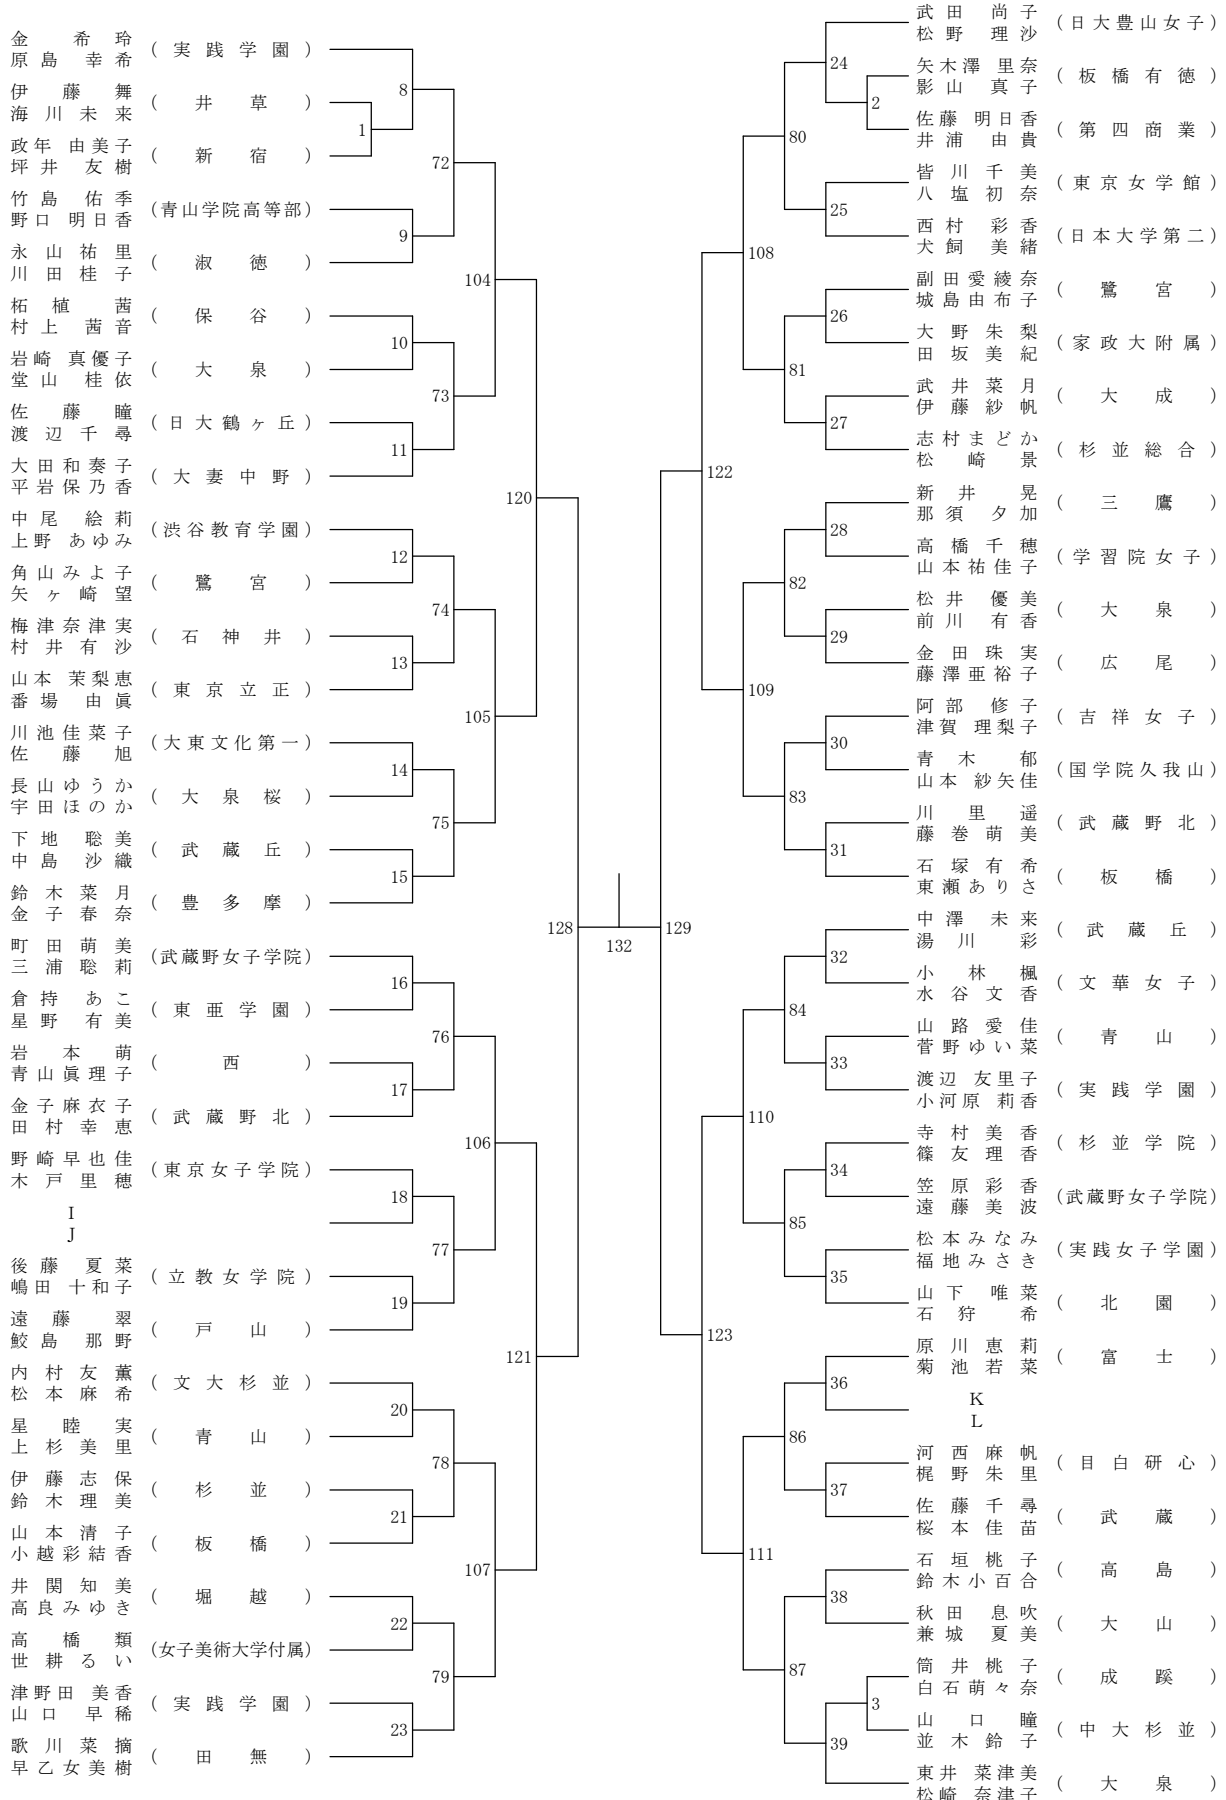 金希玲
原島幸希
(実践学園)
伊藤舞
海川未来
(井草)
政年 由美子
坪井友樹
(新宿)
竹島佑季
野口 明日香
(青山学院高等部)
永山祐里
川田桂子
(淑徳)
柘植茜
村上茜音
(保谷)
岩崎 真優子
堂山桂依
(大泉)
佐藤瞳
渡辺千尋
(日大鶴ヶ丘)
大田和奏子
平岩保乃香
(大妻中野)
中尾絵莉
上野 あゆみ
(渋谷教育学園)
角山みよ子
矢ヶ崎望
(鷺宮)
梅津奈津実
村井有沙
(石神井)
山本 茉梨恵
番場由眞
(東京立正)
川池佳菜子
佐藤旭
(大東文化第一)
長山ゆうか
宇田ほのか
(大泉桜)
下地聡美
中島沙織
(武蔵丘)
鈴木菜月
金子春奈
(豊多摩)
町田萌美
三浦聡莉
(武蔵野女子学院)
倉持あこ
星野有美
(東亜学園)
岩本萌
青山眞理子
(西)
金子麻衣子
田村幸恵
(武蔵野北)
野崎早也佳
木戸里穂
(東京女子学院)
I
J
後藤夏菜
嶋田 十和子
(立教女学院)
遠藤翠
鮫島那野
(戸山)
内村友薫
松本麻希
(文大杉並)
星睦実
上杉美里
(青山)
伊藤志保
鈴木理美
(杉並)
山本清子
小越彩結香
(板橋)
井関知美
高良みゆき
(堀越)
高橋類
世耕るい
(女子美術大学付属)
津野田 美香
山口早稀
(実践学園)
歌川菜摘
早乙女美樹
(田無)
1
8
9
10
11
12
13
14
15
16
17
18
19
20
21
22
23
72
73
74
75
76
77
78
79
104
105
106
107
120
121
128
132
129
122
123
108
109
110
111
80
81
82
83
84
85
86
87
24
25
26
27
28
29
30
31
32
33
34
35
36
37
38
39
2
3
武田尚子
松野理沙
(日大豊山女子)
矢木澤 里奈
影山真子
(板橋有徳)
佐藤 明日香
井浦由貴
(第四商業)
皆川千美
八塩初奈
(東京女学館)
西村彩香
犬飼美緒
(日本大学第二)
副田愛綾奈
城島由布子
(鷺宮)
大野朱梨
田坂美紀
(家政大附属)
武井菜月
伊藤紗帆
(大成)
志村まどか
松崎景
(杉並総合)
新井晃
那須夕加
(三鷹)
高橋千穂
山本祐佳子
(学習院女子)
松井優美
前川有香
(大泉)
金田珠実
藤澤亜裕子
(広尾)
阿部修子
津賀 理梨子
(吉祥女子)
青木郁
山本 紗矢佳
(国学院久我山)
川里遥
藤巻萌美
(武蔵野北)
石塚有希
東瀬ありさ
(板橋)
中澤未来
湯川彩
(武蔵丘)
小林楓
水谷文香
(文華女子)
山路愛佳
菅野ゆい菜
(青山)
渡辺 友里子
小河原 莉香
(実践学園)
寺村美香
篠友理香
(杉並学院)
笠原彩香
遠藤美波
(武蔵野女子学院)
松本みなみ
福地みさき
(実践女子学園)
山下唯菜
石狩希
(北園)
原川恵莉
菊池若菜
(富士)
K
L
河西麻帆
梶野朱里
(目白研心)
佐藤千尋
桜本佳苗
(武蔵)
石垣桃子
鈴木小百合
(高島)
秋田息吹
兼城夏美
(大山)
筒井桃子
白石萌々奈
(成蹊)
山口瞳
並木鈴子
(中大杉並)
東井 菜津美
松崎 奈津子
(大泉)